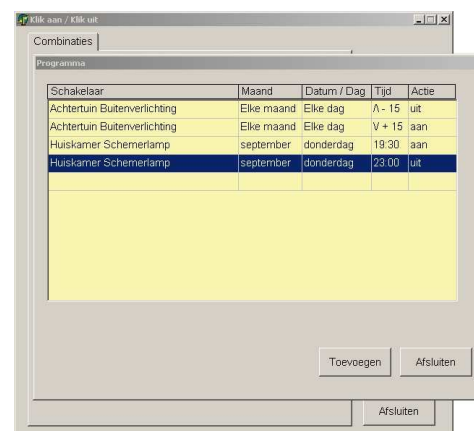 Klik aan / Klik uit
Combinaties
Programma
Schakelaar Maand Datum / Dag Tijd Actie
Achtertuin Buitenverlichting Elke maand Elke dag /\ - 15 uit
Achtertuin Buitenverlichting Elke maand Elke dag V + 15 aan
Huiskamer Schemerlamp september donderdag 19:30 aan
Huiskamer Schemerlamp september donderdag 23:00 uit
Toevoegen Afsluiten
Afsluiten